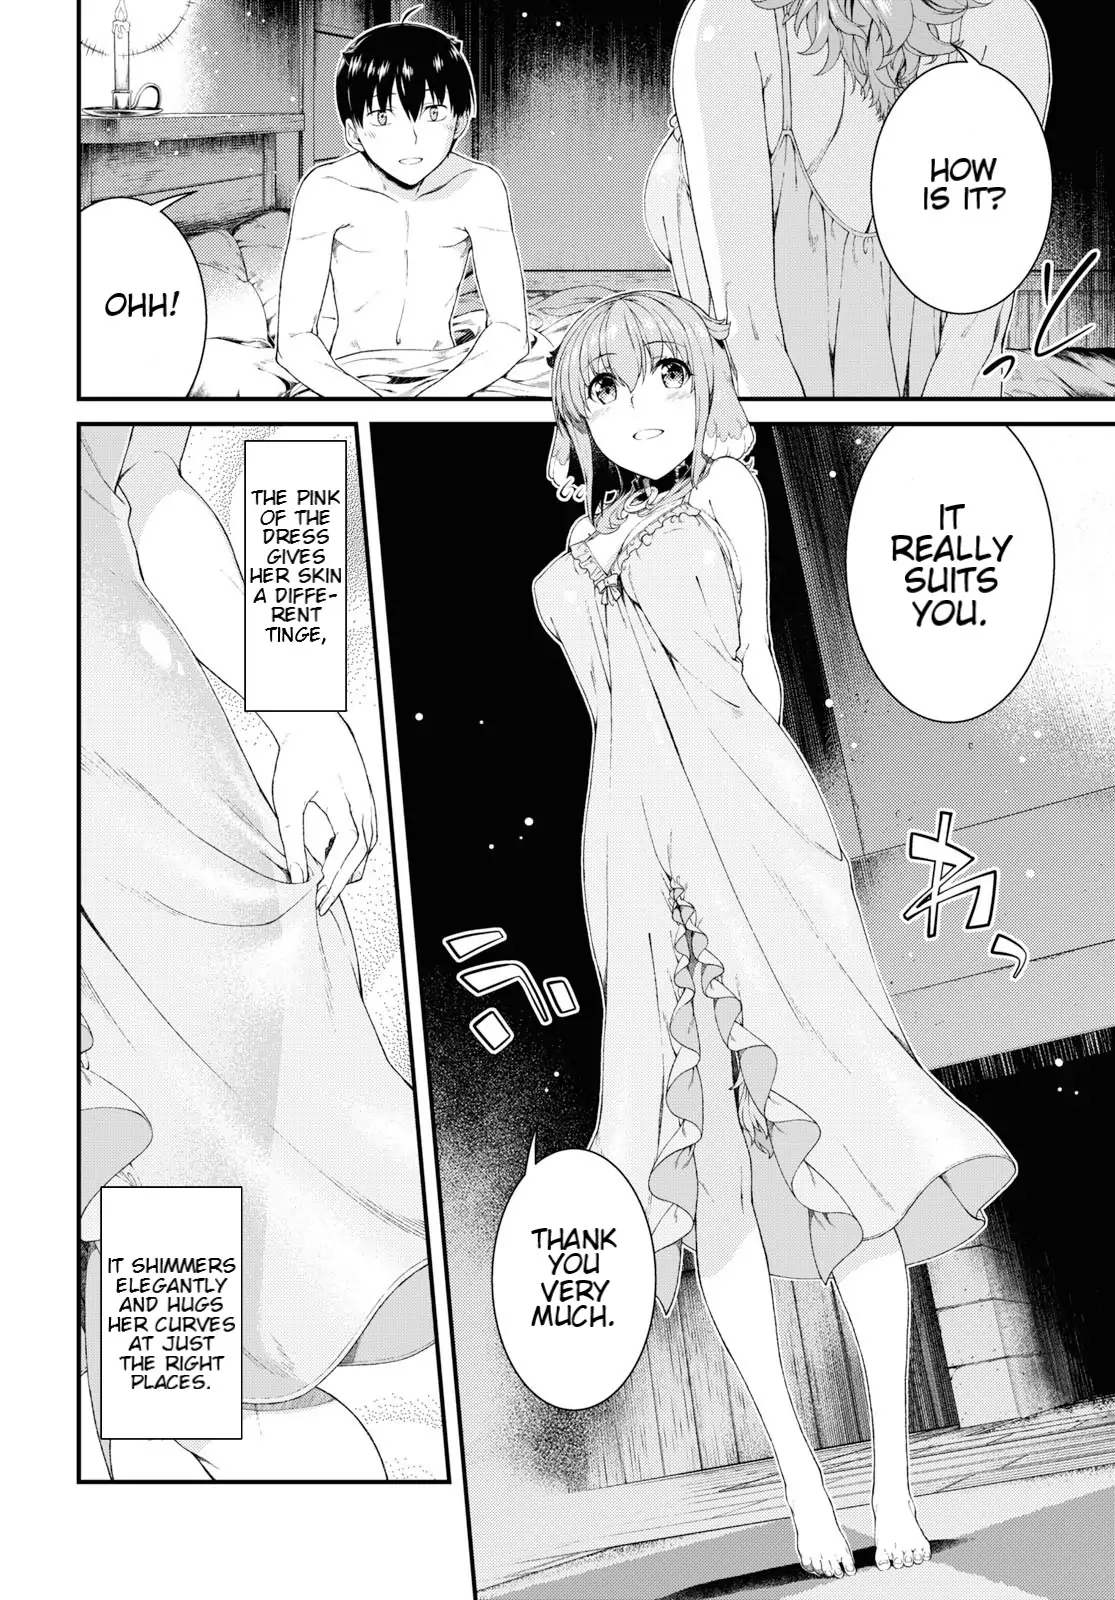 HOW
IS IT?
OHH!
IT
REALLY
SUITS
YOU.
THANK
YOU
VERY
MUCH.
THE PINK
OF THE
DRESS
GIVES
HER SKIN
A DIFFE-
RENT
TINGE,
IT SHIMMERS
ELEGANTLY
AND HUGS
HER CURVES
AT JUST
THE RIGHT
PLACES.